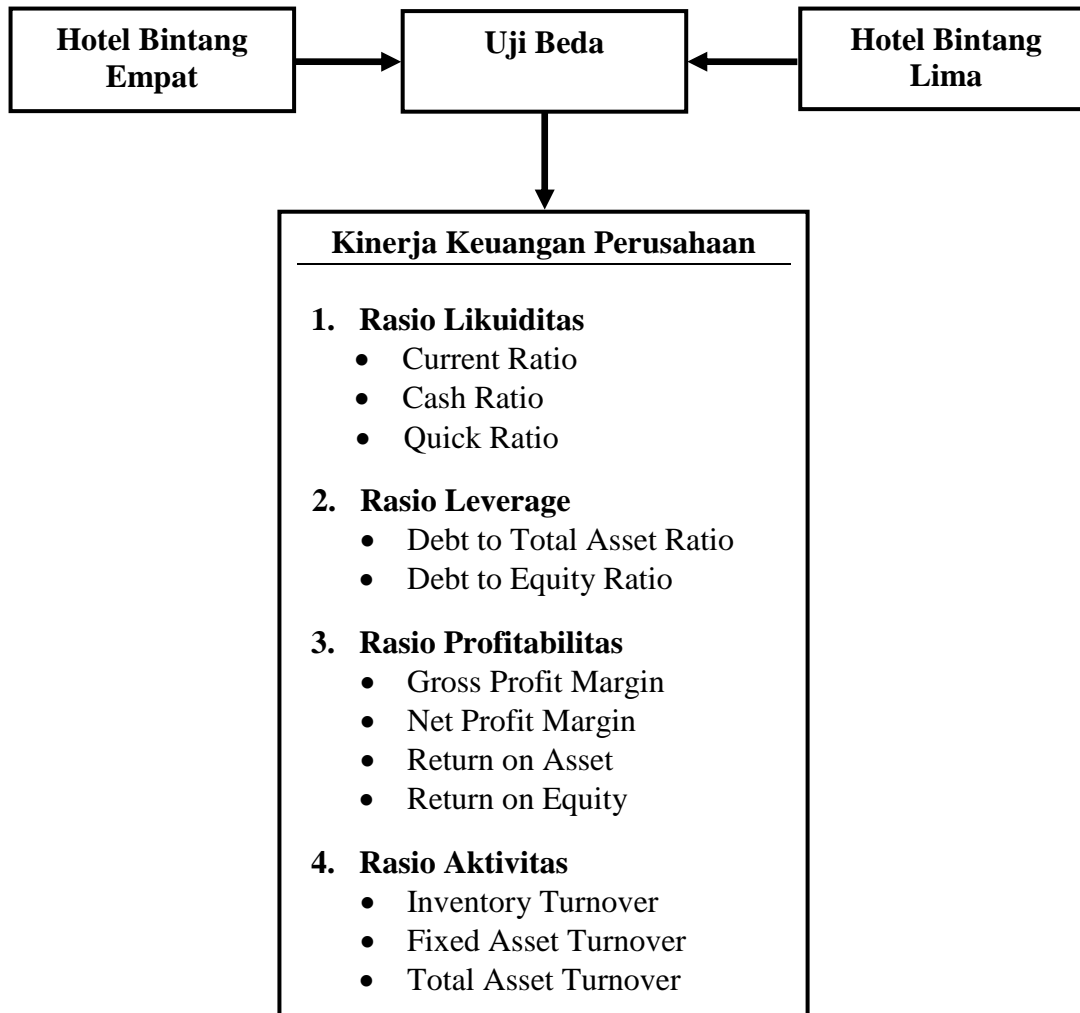 Hotel Bintang
Empat
Uji Beda
Hotel Bintang
Lima
Kinerja Keuangan Perusahaan
1. Rasio Likuiditas
• Current Ratio
• Cash Ratio
• Quick Ratio
2. Rasio Leverage
• Debt to Total Asset Ratio
• Debt to Equity Ratio
3. Rasio Profitabilitas
• Gross Profit Margin
• Net Profit Margin
• Return on Asset
• Return on Equity
4. Rasio Aktivitas
• Inventory Turnover
• Fixed Asset Turnover
• Total Asset Turnover